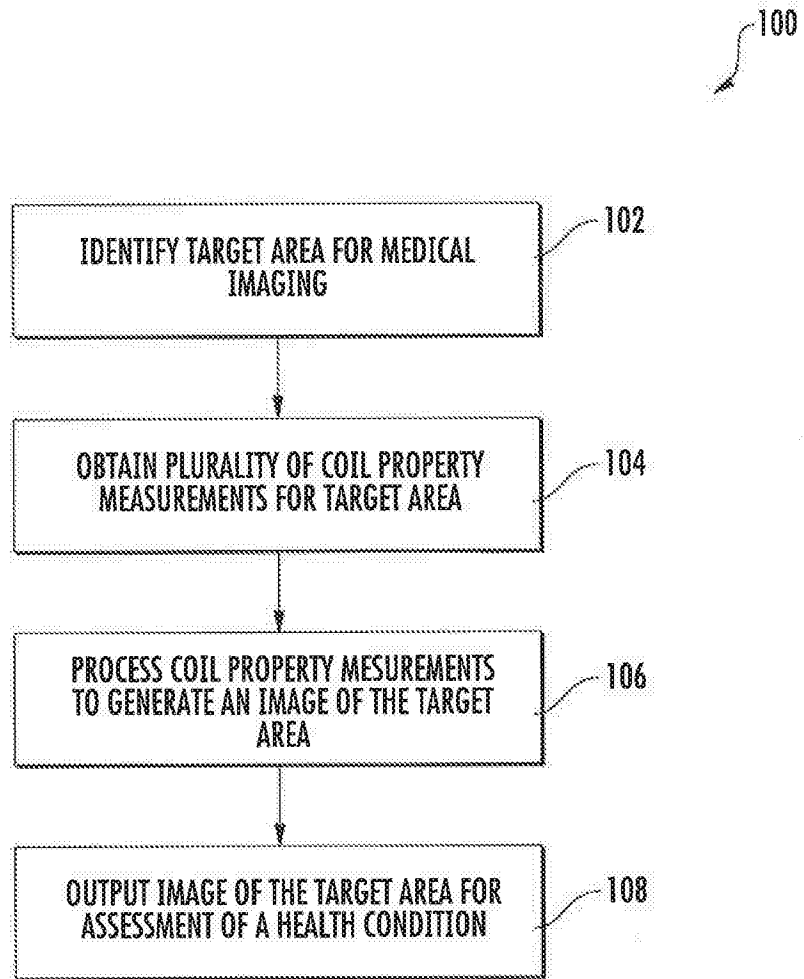 100
IDENTIFY TARGET AREA FOR MEDICAL
IMAGING
102
OBTAIN PLURALITY OF COIL PROPERTY
MEASUREMENTS FOR TARGET AREA
104
PROCESS COIL PROPERTY MESUREMENTS
TO GENERATE AN IMAGE OF THE TARGET
AREA
106
OUTPUT IMAGE OF THE TARGET AREA FOR
ASSESSMENT OF A HEALTH CONDITION
108